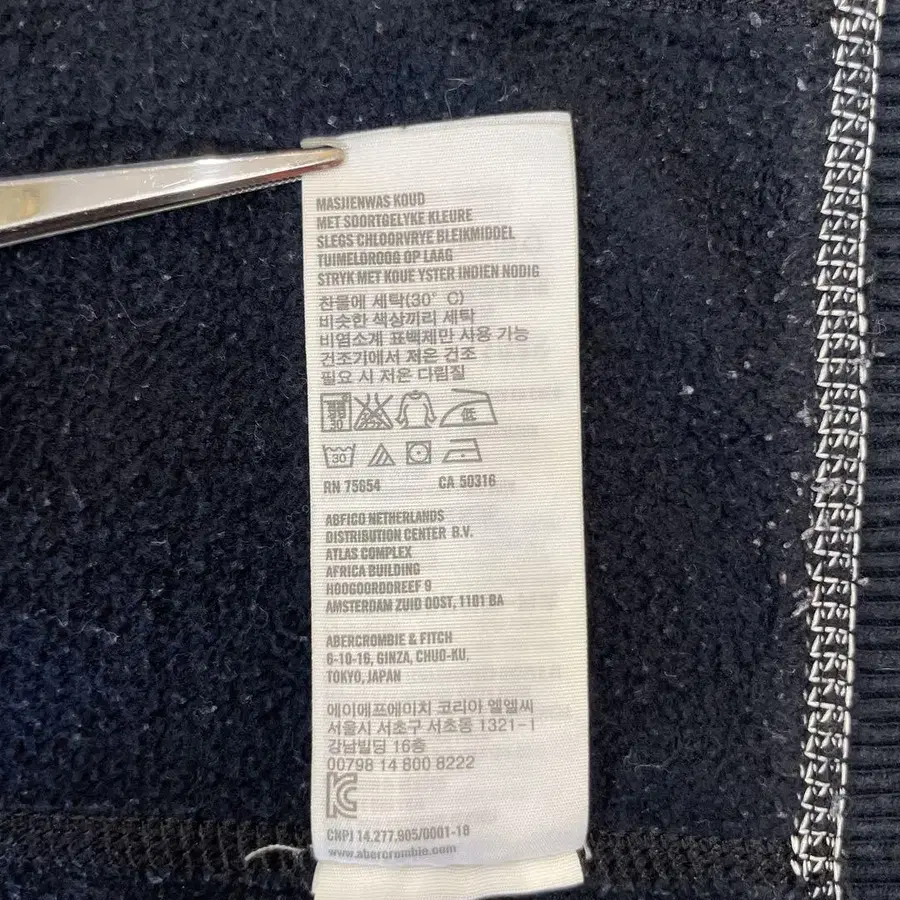 MASJIENWAS KOUD
MET SOORTGELYKE KLEURE
SLEGS CHLOORVRYE BLEIKMIDDEL
TUIMELDROOG OP LAAG
STRYK MET KOUE YSTER INDIEN NODIG
찬물에 세탁(30° C)
비슷한 색상끼리 세탁
비염소계 표백제만 사용 가능
건조기에서 저온 건조
필요 시 저온 다림질
30 低
30
RN 75654 CA 50316
ABFICO NETHERLANDS
DISTRIBUTION CENTER B.V.
ATLAS COMPLEX
AFRICA BUILDING
HOOGOORDDREEF 9
AMSTERDAM ZUID OOST, 1101 BA
ABERCROMBIE & FITCH
6-10-16, GINZA, CHUO-KU,
TOKYO, JAPAN
에이에프에이치 코리아 엘엘씨
서울시 서초구 서초동 1321-1
강남빌딩 16층
00798 14 800 8222
CNPJ 14.277.905/0001-18
www.abercrombie.com